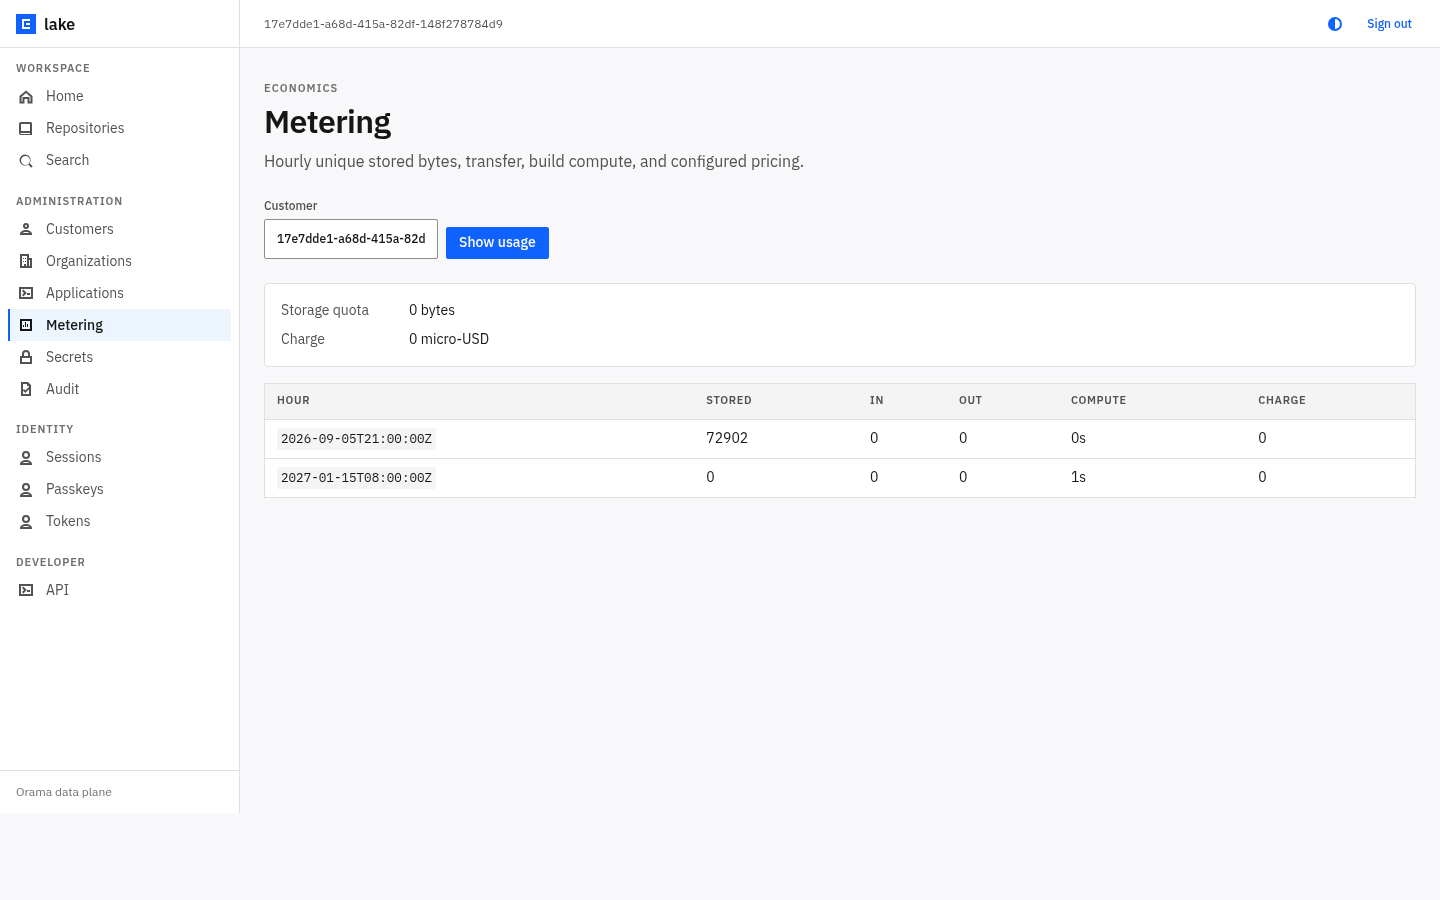 lake
17e7dde1-a68d-415a-82df-148f278784d9
Sign out
WORKSPACE
Home
Repositories
Search
ADMINISTRATION
Customers
Organizations
Applications
Metering
Secrets
Audit
IDENTITY
Sessions
Passkeys
Tokens
DEVELOPER
API
Orama data plane
ECONOMICS
Metering
Hourly unique stored bytes, transfer, build compute, and configured pricing.
Customer
17e7dde1-a68d-415a-82d
Show usage
Storage quota 0 bytes
Charge 0 micro-USD
HOUR STORED IN OUT COMPUTE CHARGE
2026-09-05T21:00:00Z 72902 0 0 0s 0
2027-01-15T08:00:00Z 0 0 0 1s 0